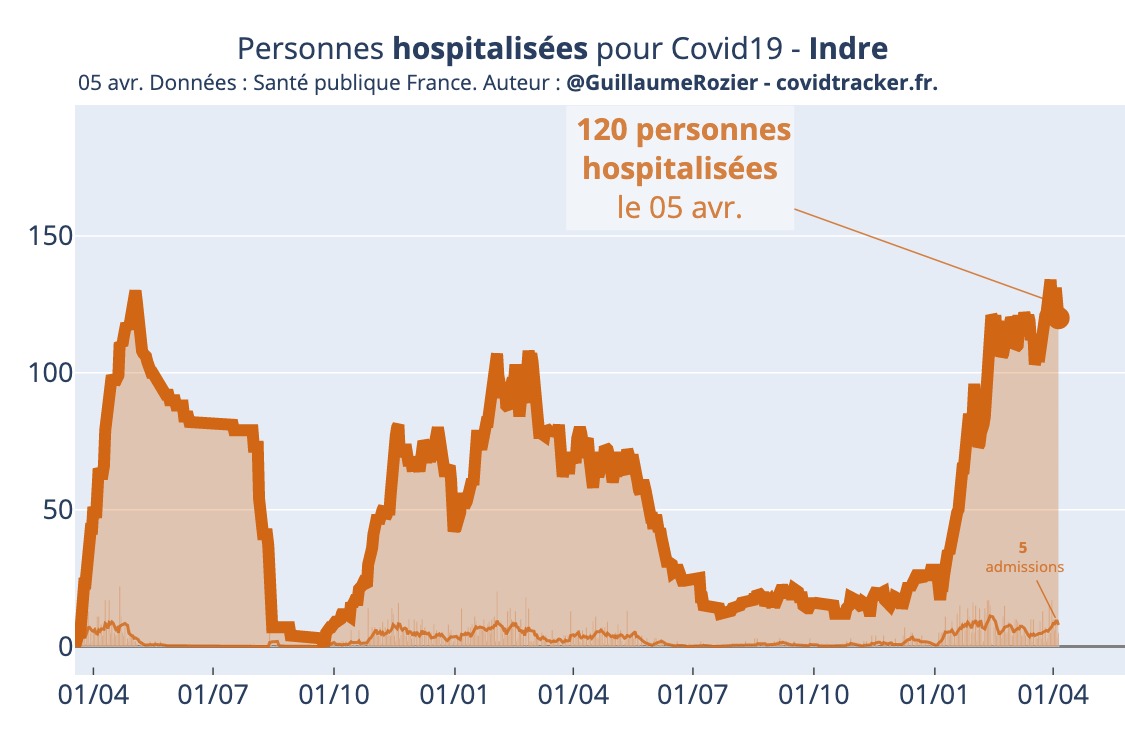 Personnes hospitalisées pour Covid19 - Indre
05 avr. Données : Santé publique France. Auteur : @GuillaumeRozier - covidtracker.fr.
120 personnes
hospitalisées
le 05 avr.
150
100
50
0
5
admissions
01/04 01/07 01/10 01/01 01/04 01/07 01/10 01/01 01/04